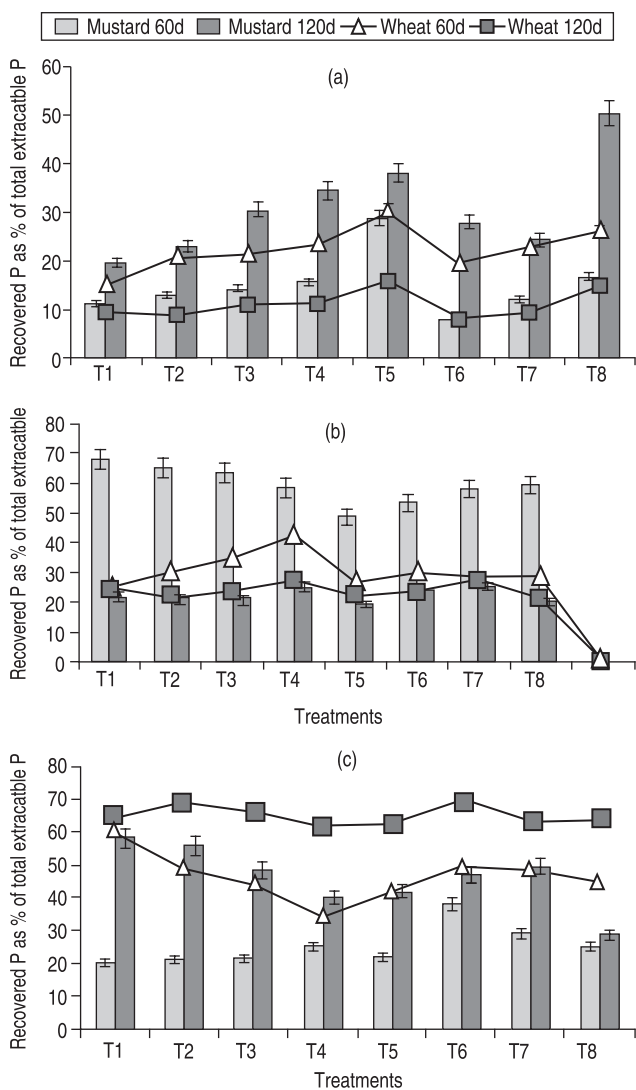 Mustard 60d Mustard 120d Wheat 60d Wheat 120d
(a)
Recovered P as % of total extracatble P
60
50
40
30
20
10
0
T1 T2 T3 T4 T5 T6 T7 T8
(b)
Recovered P as % of total extracatble
80
70
60
50
40
30
20
10
0
T1 T2 T3 T4 T5 T6 T7 T8
Treatments
(c)
Recovered P as % of total extracatble P
80
70
60
50
40
30
20
10
0
T1 T2 T3 T4 T5 T6 T7 T8
Treatments